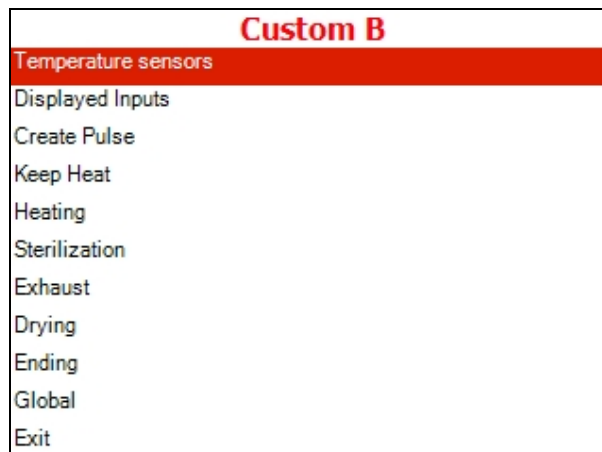 Custom B
Temperature sensors
Displayed Inputs
Create Pulse
Keep Heat
Heating
Sterilization
Exhaust
Drying
Ending
Global
Exit